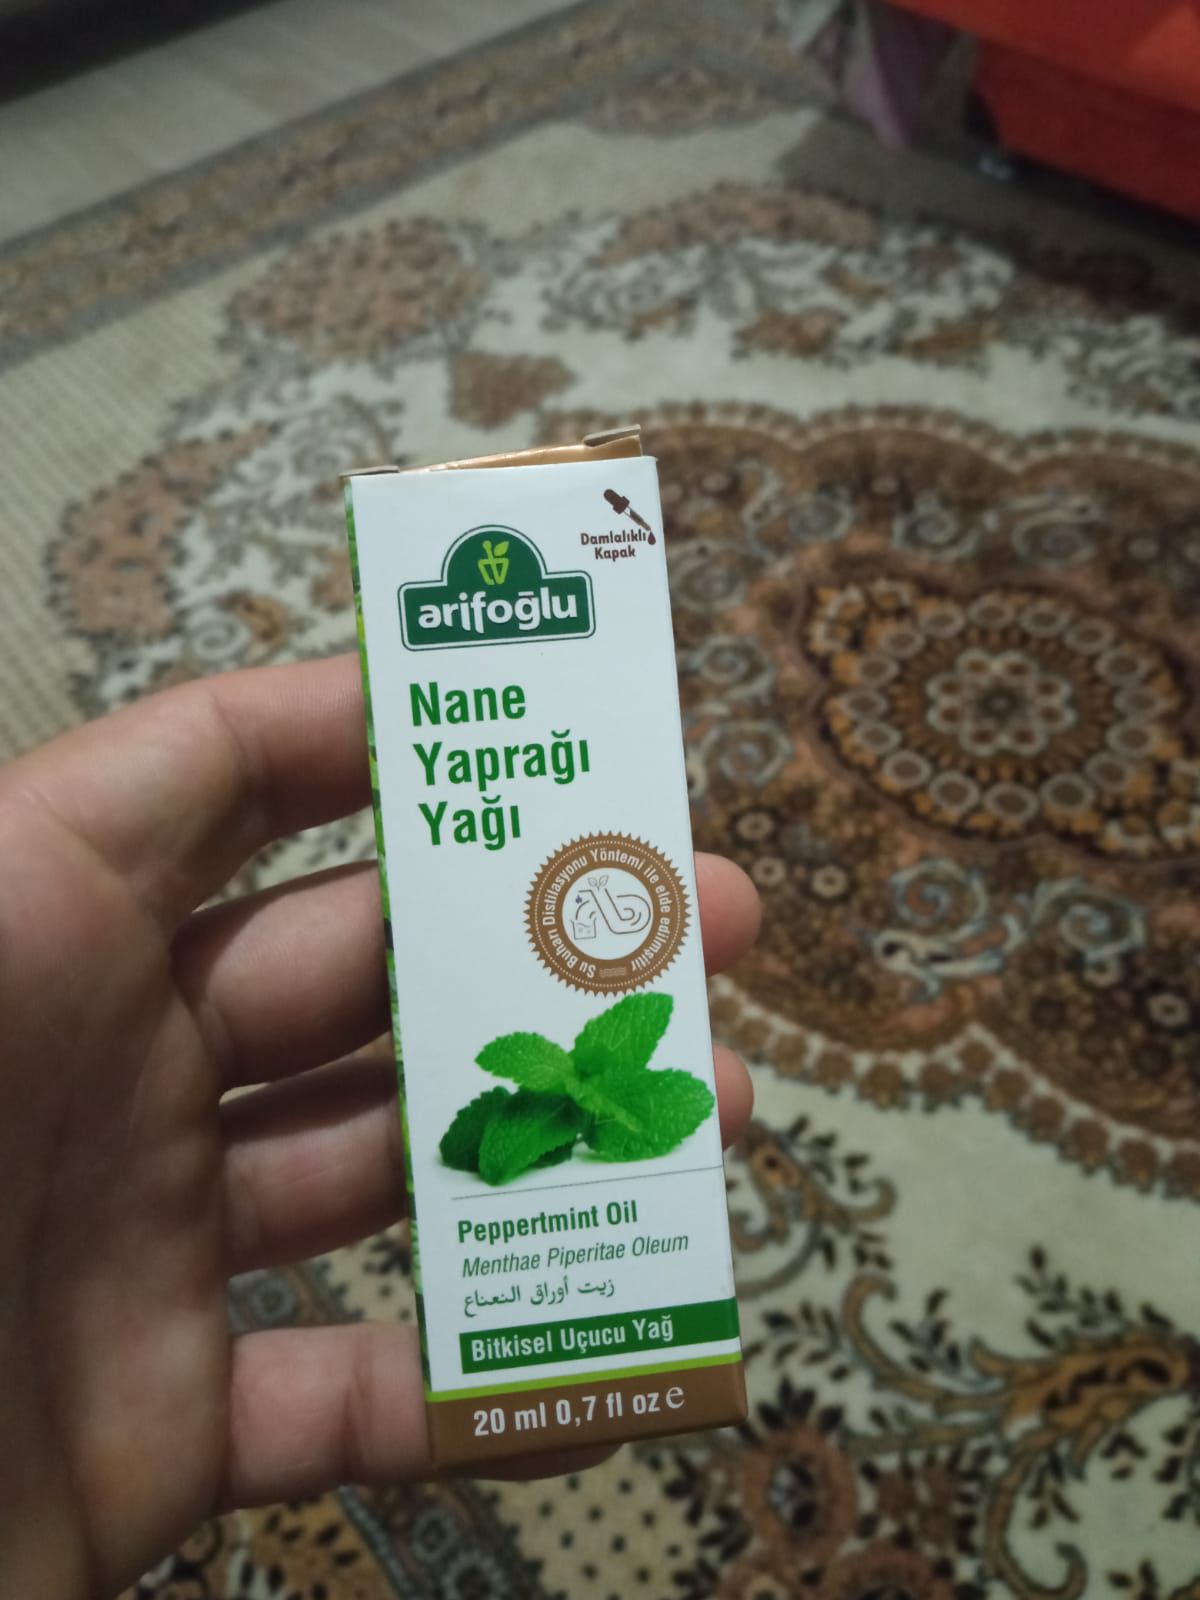 Damlalıklı
Kapak
arifoğlu
Nane
Yaprağı
Yağı
Su Buharı Distilasyonu Yöntemi ile elde edilmiştir
Peppertmint Oil
Menthae Piperitae Oleum
زيت أوراق النعناع
Bitkisel Uçucu Yağ
20 ml 0,7 fl oz e